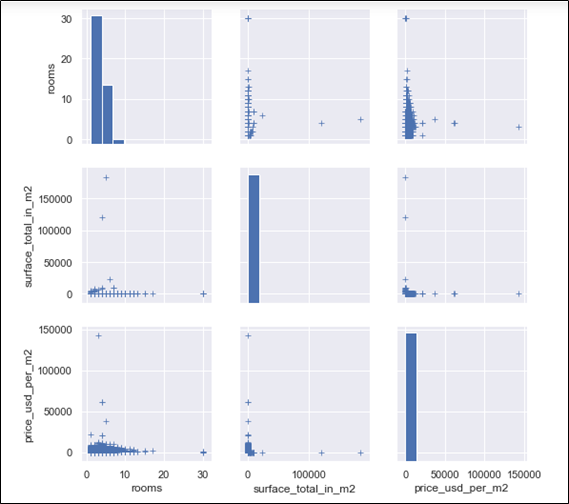 30
20
10
0
rooms
150000
100000
50000
0
surface_total_in_m2
150000
100000
50000
0
price_usd_per_m2
0 10 20 30 0 100000 0 50000 100000 150000
rooms surface_total_in_m2 price_usd_per_m2